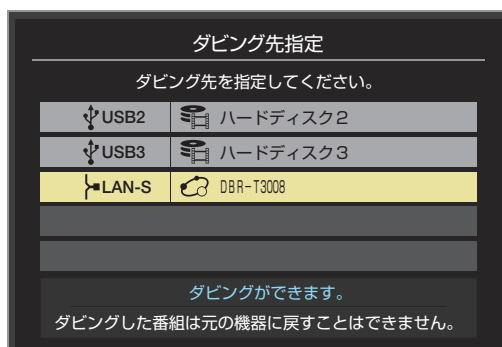 ダビング先指定
ダビング先を指定してください。
USB2 ハードディスク2
USB3 ハードディスク3
LAN-S DBR-T3008
ダビングができます。
ダビングした番組は元の機器に戻すことはできません。